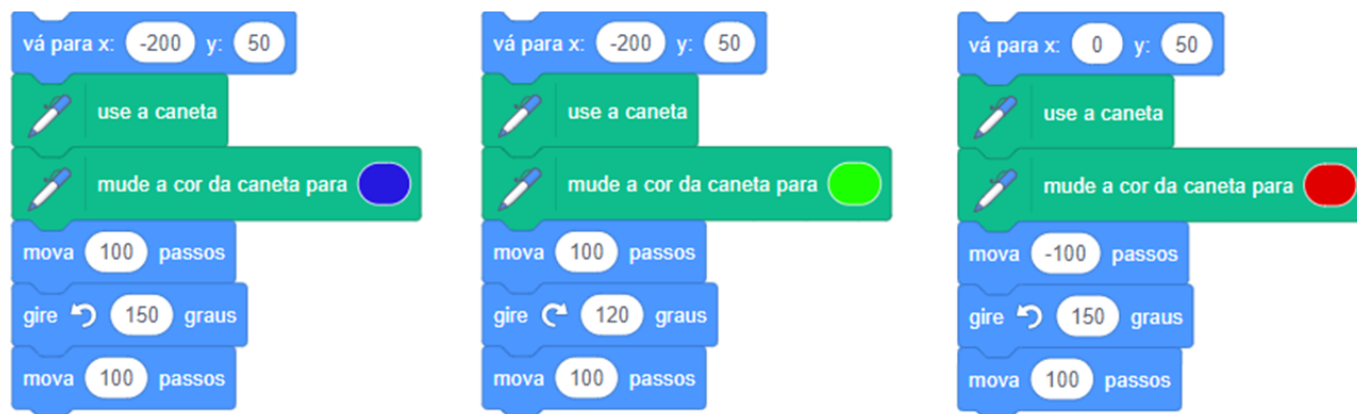 vá para x: -200 y: 50
use a caneta
mude a cor da caneta para
mova 100 passos
gire 150 graus
mova 100 passos
vá para x: -200 y: 50
use a caneta
mude a cor da caneta para
mova 100 passos
gire 120 graus
mova 100 passos
vá para x: 0 y: 50
use a caneta
mude a cor da caneta para
mova -100 passos
gire 150 graus
mova 100 passos